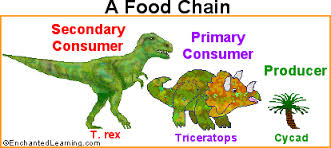 A Food Chain
Secondary
Consumer
Primary
Consumer
Producer
T. rex
Triceratops
Cycad
©EnchantedLearning.com